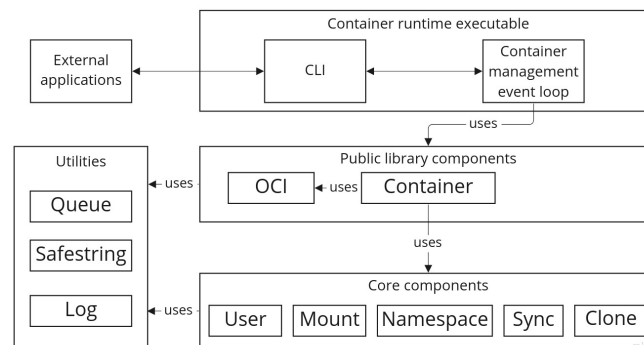 Container runtime executable
External
applications
CLI
Container
management
event loop
uses
Utilities
Queue
Safestring
Log
uses
Public library components
OCI
uses
Container
uses
uses
Core components
User
Mount
Namespace
Sync
Clone